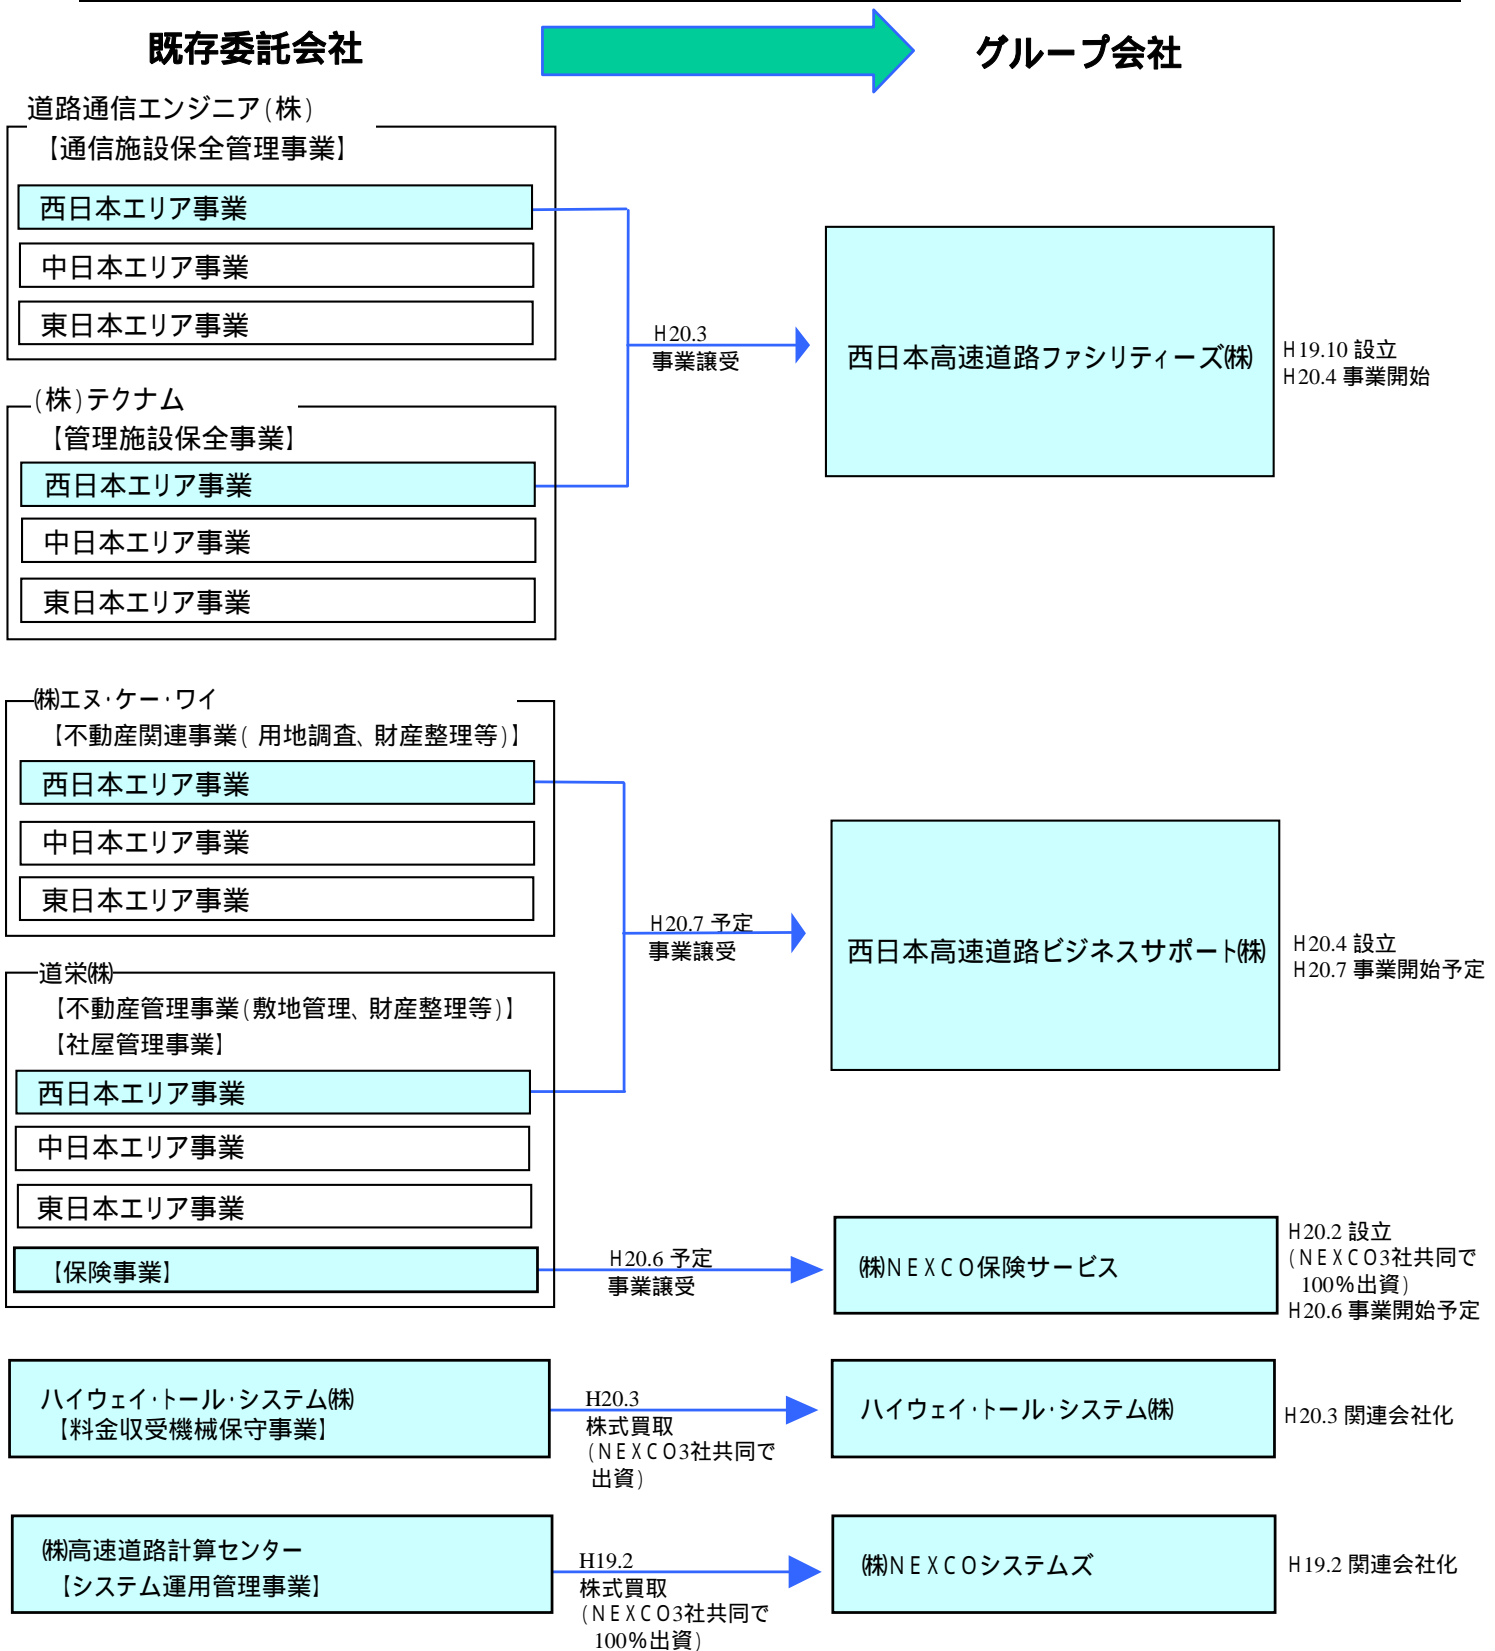 既存委託会社
グループ会社
道路通信エンジニア(株)
【通信施設保全管理事業】
西日本エリア事業
中日本エリア事業
東日本エリア事業
(株)テクナム
【管理施設保全事業】
西日本エリア事業
中日本エリア事業
東日本エリア事業
H20.3
事業譲受
西日本高速道路ファシリティーズ㈱
H19.10 設立
H20.4 事業開始
㈱エヌ・ケー・ワイ
【不動産関連事業(用地調査、財産整理等)】
西日本エリア事業
中日本エリア事業
東日本エリア事業
道栄㈱
【不動産管理事業(敷地管理、財産整理等)】
【社屋管理事業】
西日本エリア事業
中日本エリア事業
東日本エリア事業
H20.7 予定
事業譲受
西日本高速道路ビジネスサポート㈱
H20.4 設立
H20.7 事業開始予定
【保険事業】
H20.6 予定
事業譲受
㈱NEXCO保険サービス
H20.2 設立
(NEXCO3社共同で
100%出資)
H20.6 事業開始予定
ハイウェイ・トール・システム㈱
【料金収受機械保守事業】
H20.3
株式買取
(NEXCO3社共同で
出資)
ハイウェイ・トール・システム㈱
H20.3 関連会社化
㈱高速道路計算センター
【システム運用管理事業】
H19.2
株式買取
(NEXCO3社共同で
100%出資)
㈱NEXCOシステムズ
H19.2 関連会社化